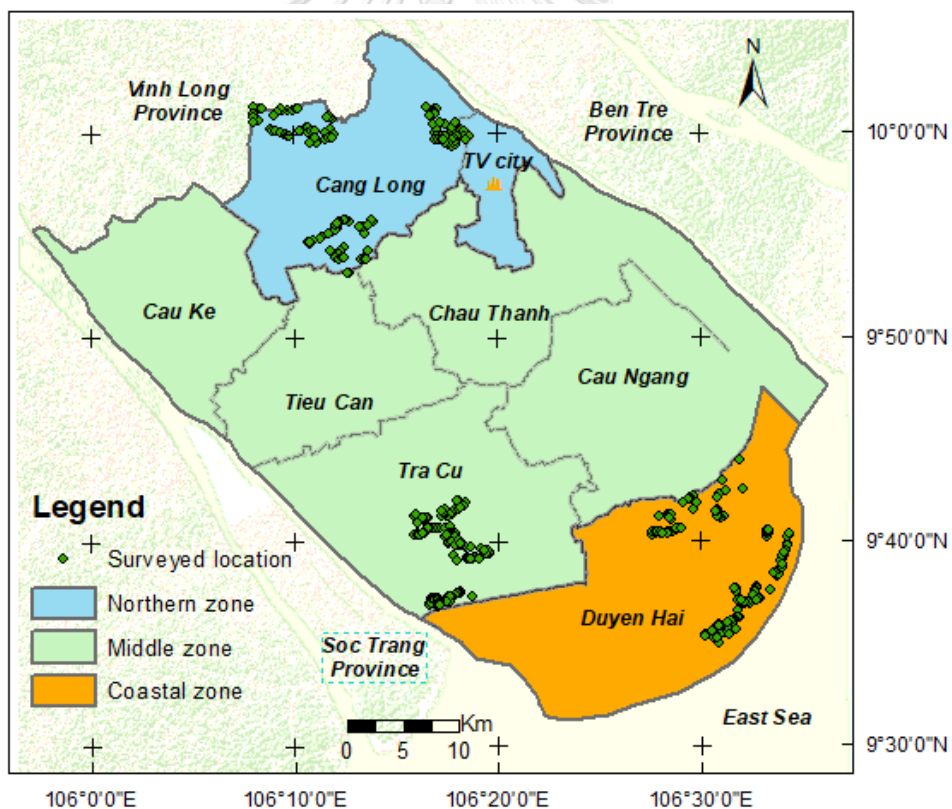 N
Vinh Long
Province
Ben Tre
Province
10°0'0"N
TV city
Cang Long
Cau Ke
Chau Thanh
9°50'0"N
Cau Ngang
Tieu Can
Tra Cu
Legend
Surveyed location
9°40'0"N
Northern zone
Middle zone
Duyen Hai
Soc Trang
Province
Coastal zone
East Sea
Km
0 5 10
9°30'0"N
106°0'0"E 106°10'0"E 106°20'0"E 106°30'0"E